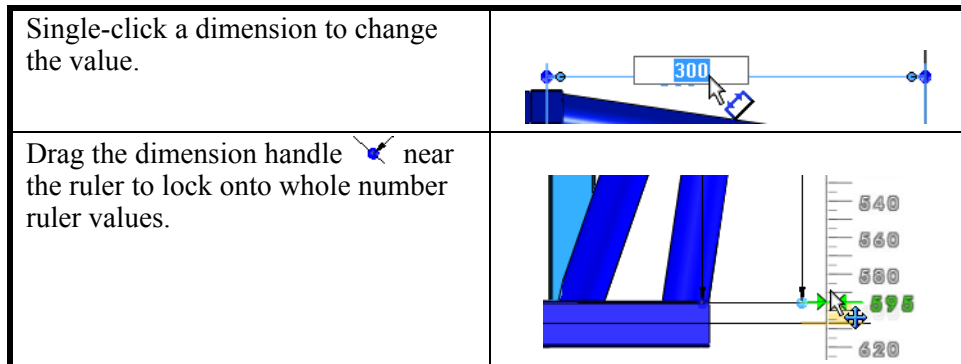 Single-click a dimension to change
the value.
300
Drag the dimension handle near
the ruler to lock onto whole number
ruler values.
540
560
580
595
620